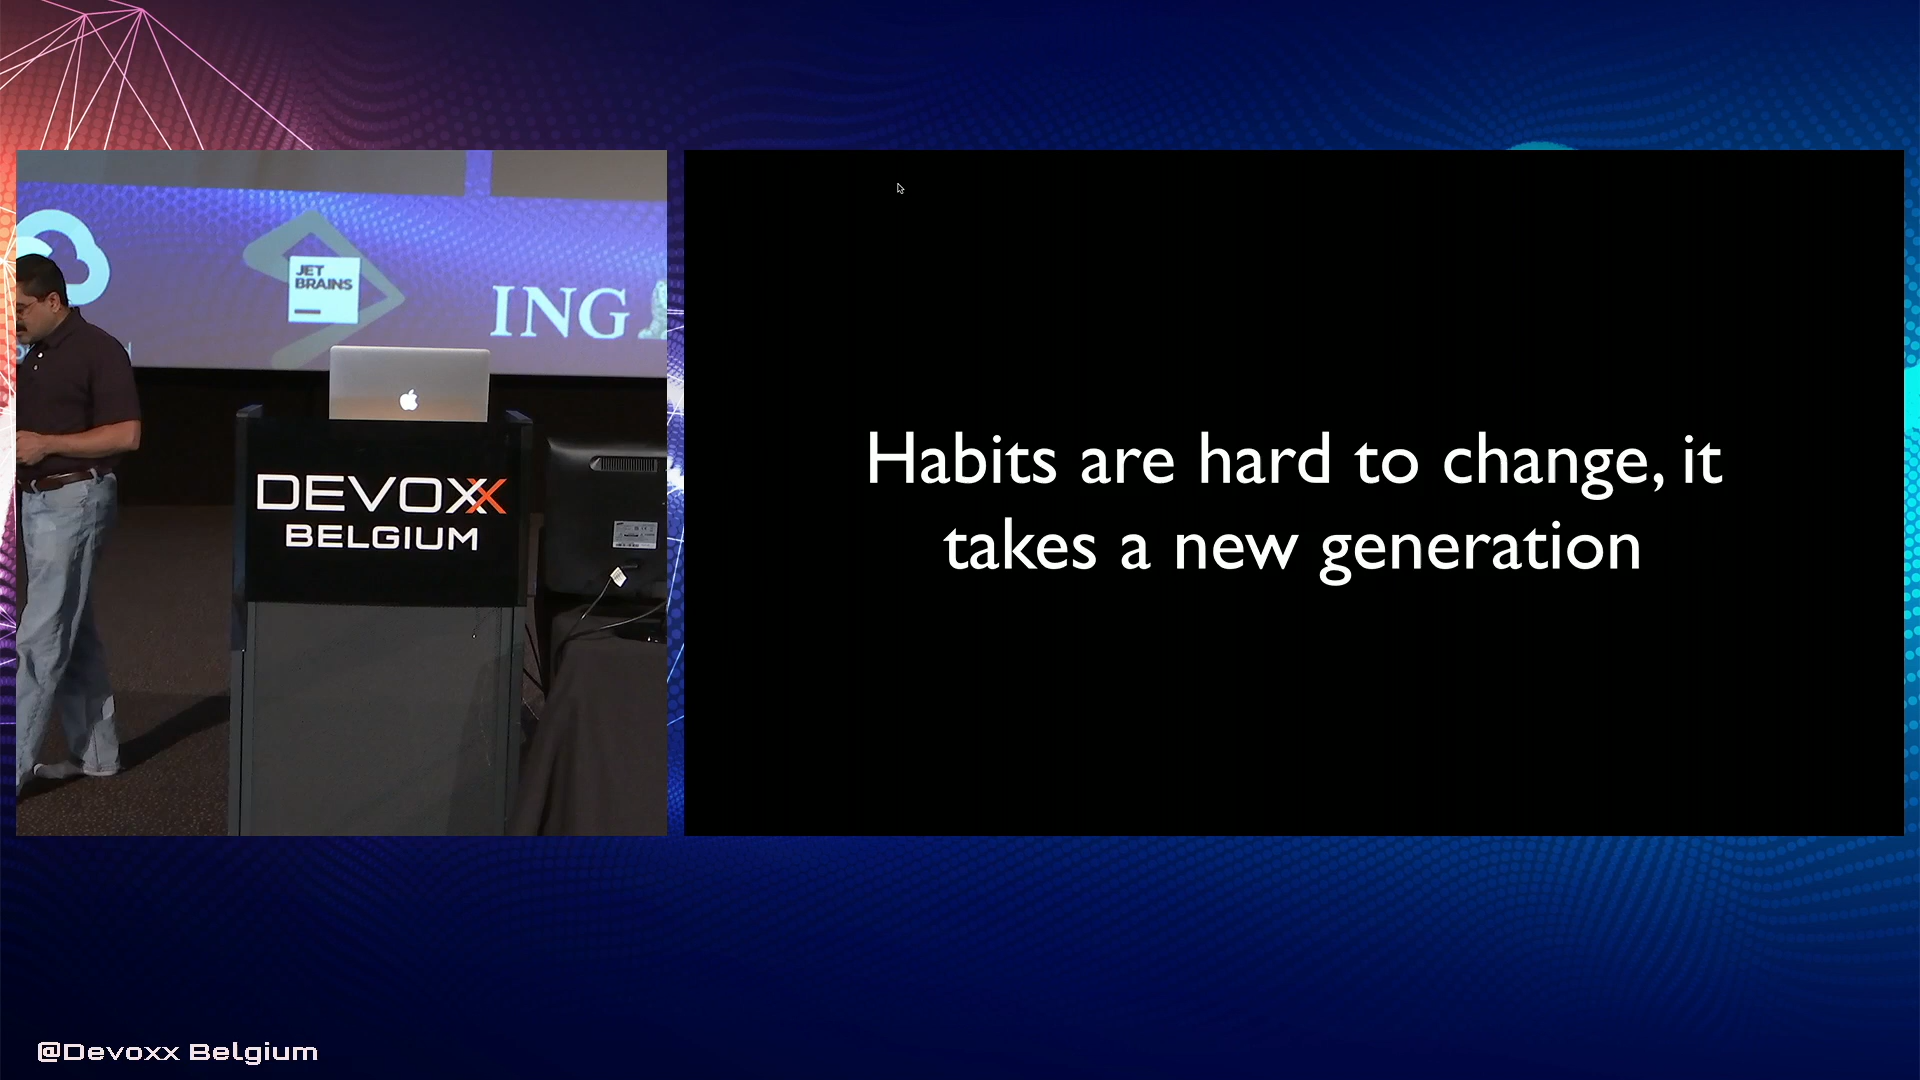 JET
BRAINS
ING
DEVOXX
BELGIUM
Habits are hard to change, it
takes a new generation
@Devoxx Belgium